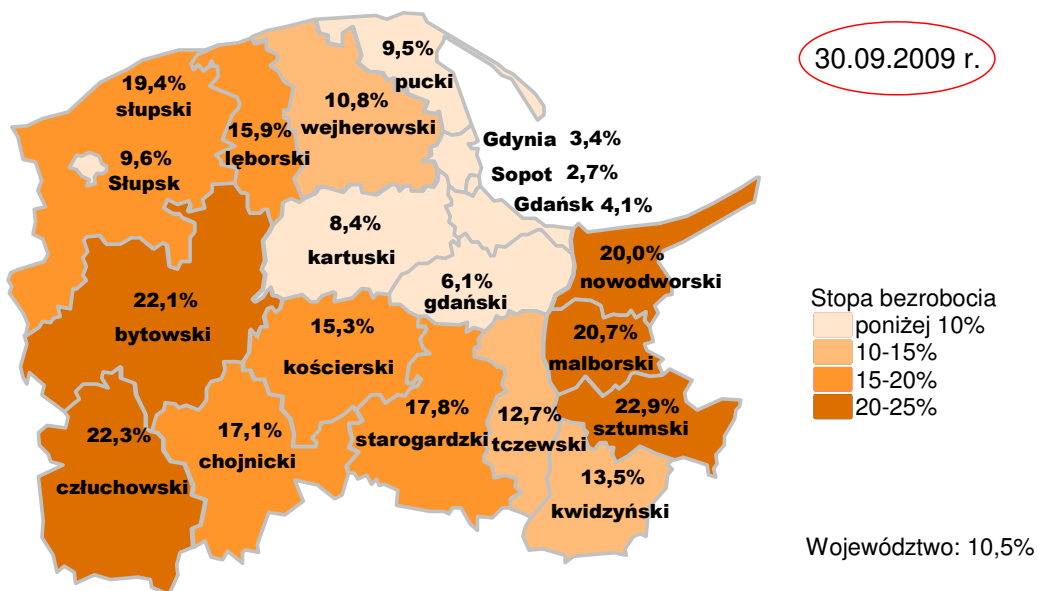 30.09.2009 r.
9,5%
pucki
19,4%
słupski
10,8%
wejherowski
15,9%
lęborski
Gdynia 3,4%
9,6%
Słupsk
Sopot 2,7%
Gdańsk 4,1%
8,4%
kartuski
20,0%
nowodworski
6,1%
gdański
22,1%
bytowski
15,3%
kościerski
20,7%
malborski
17,8%
starogardzki
12,7%
tczewski
22,9%
sztumski
22,3%
człuchowski
17,1%
chojnicki
13,5%
kwidzyński
Stopa bezrobocia
poniżej 10%
10-15%
15-20%
20-25%
Województwo: 10,5%